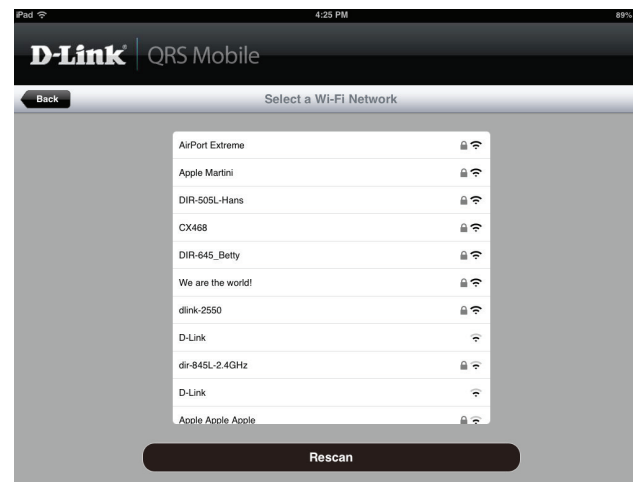 iPad 4:25 PM 89%
D-Link® QRS Mobile
Back Select a Wi-Fi Network
AirPort Extreme
Apple Martini
DIR-505L-Hans
CX468
DIR-645_Betty
We are the world!
dlink-2550
D-Link
dir-845L-2.4GHz
D-Link
Apple Apple Apple
Rescan